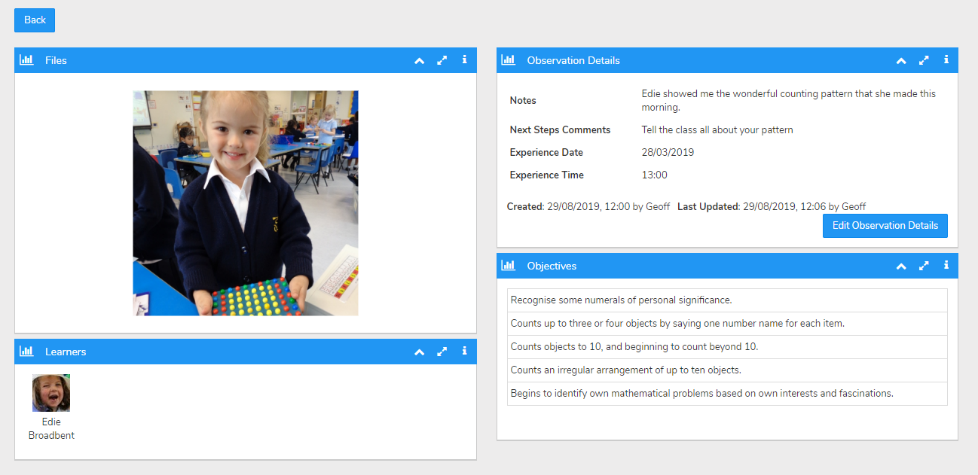 Back
Files
Edie
Broadbent
Learners
Observation Details
Notes
Edie showed me the wonderful counting pattern that she made this
morning.
Next Steps Comments
Tell the class all about your pattern
Experience Date
28/03/2019
Experience Time
13:00
Created: 29/08/2019, 12:00 by Geoff Last Updated: 29/08/2019, 12:06 by Geoff
Edit Observation Details
Objectives
Recognise some numerals of personal significance.
Counts up to three or four objects by saying one number name for each item.
Counts objects to 10, and beginning to count beyond 10.
Counts an irregular arrangement of up to ten objects.
Begins to identify own mathematical problems based on own interests and fascinations.